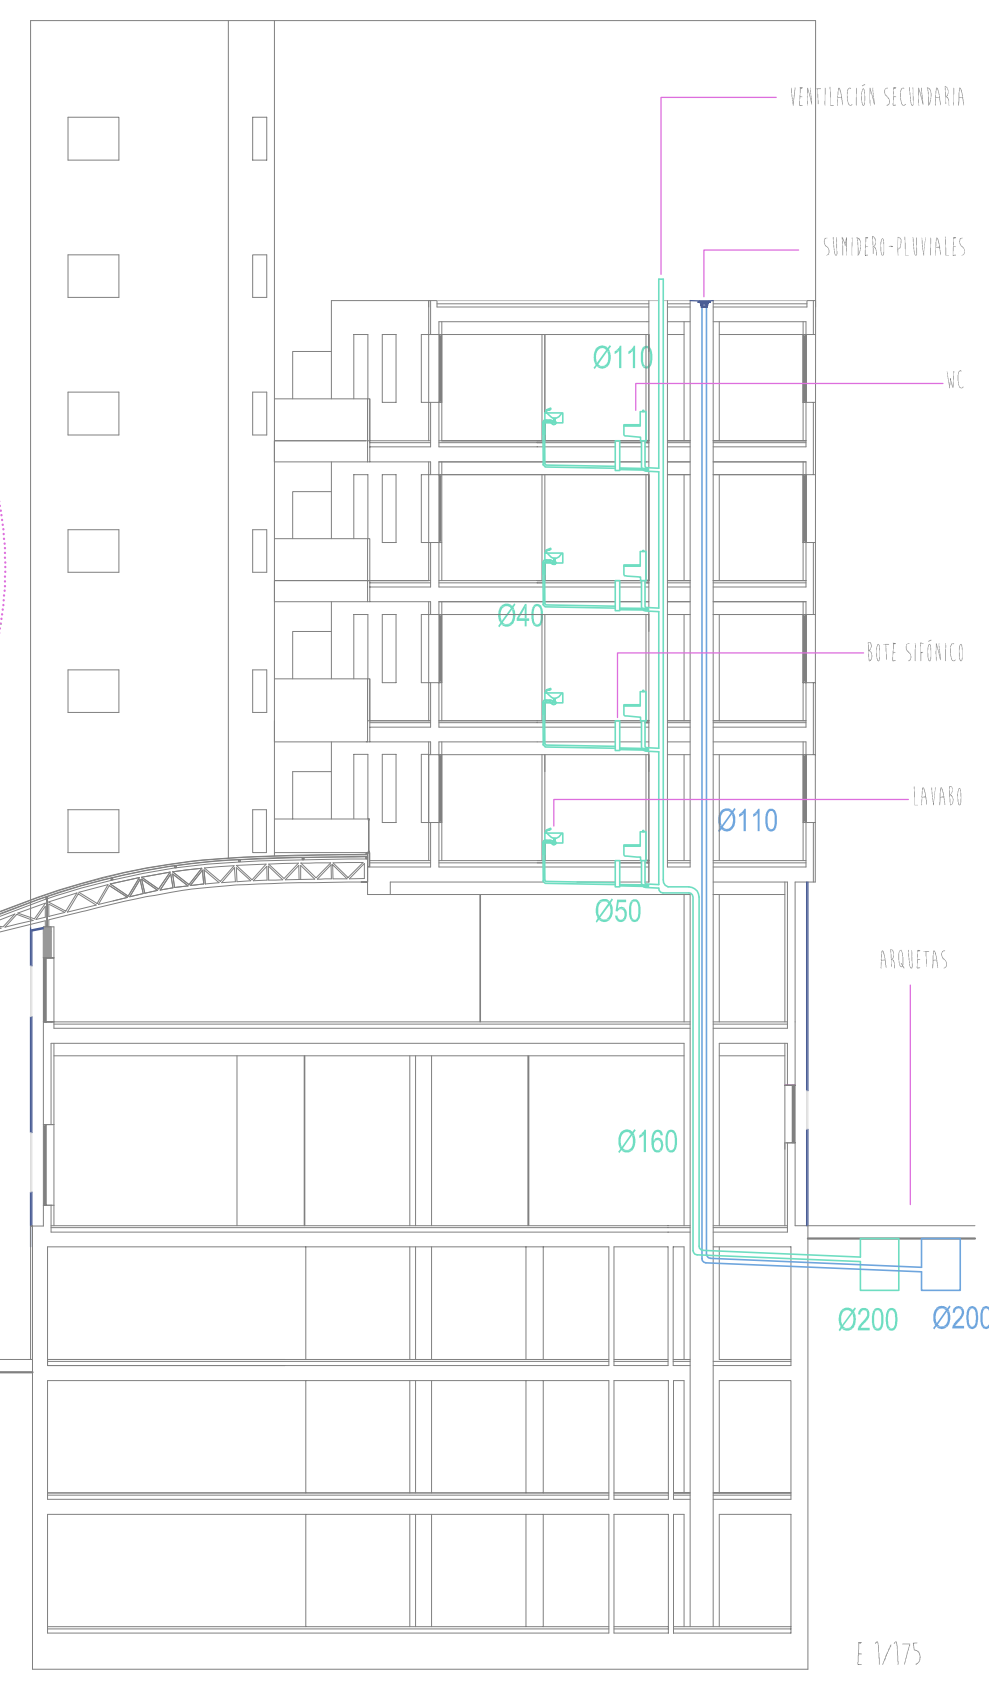 VENTILACIÓN SECUNDARIA
SUMIDERO-PLUVIALES
Ø110
WC
Ø40
BOTE SIFÓNICO
LAVABO
Ø110
Ø50
ARQUETAS
Ø160
Ø200
Ø200
E 1/175